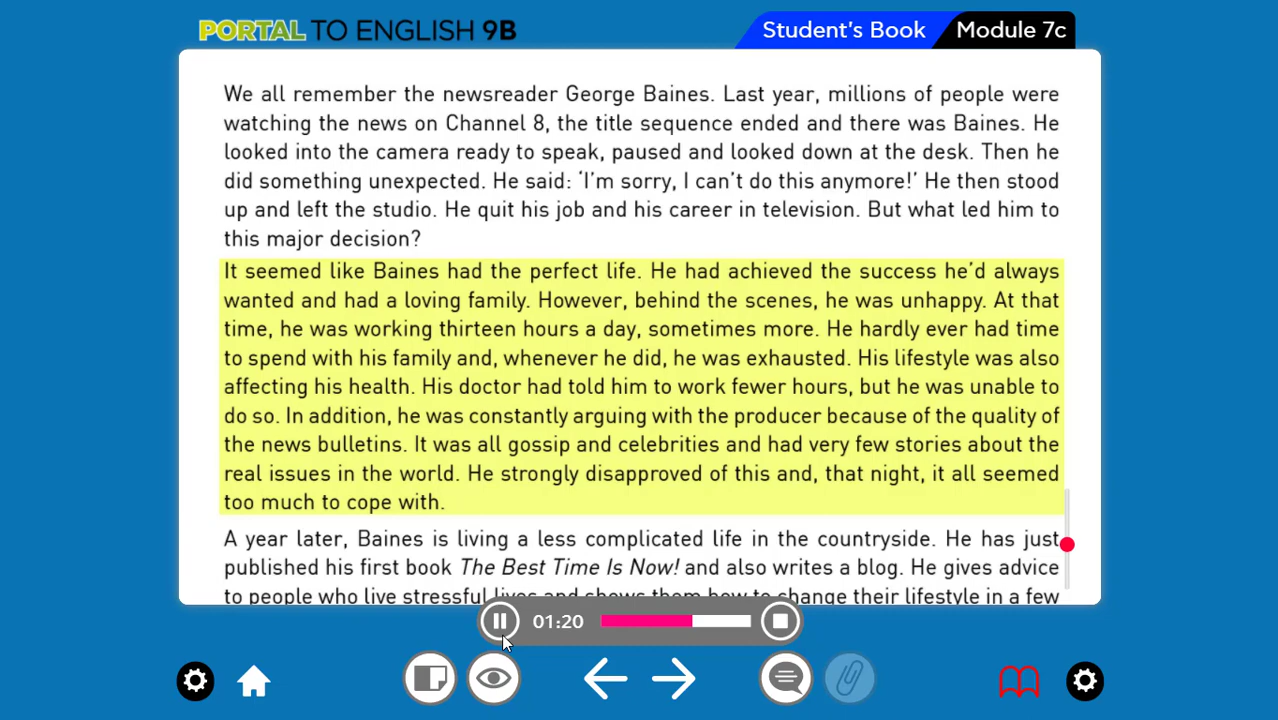 PORTAL TO ENGLISH 9B
Student's Book
Module 7c
We all remember the newsreader George Baines. Last year, millions of people were
watching the news on Channel 8, the title sequence ended and there was Baines. He
looked into the camera ready to speak, paused and looked down at the desk. Then he
did something unexpected. He said: ‘I’m sorry, I can’t do this anymore!’ He then stood
up and left the studio. He quit his job and his career in television. But what led him to
this major decision?
It seemed like Baines had the perfect life. He had achieved the success he’d always
wanted and had a loving family. However, behind the scenes, he was unhappy. At that
time, he was working thirteen hours a day, sometimes more. He hardly ever had time
to spend with his family and, whenever he did, he was exhausted. His lifestyle was also
affecting his health. His doctor had told him to work fewer hours, but he was unable to
do so. In addition, he was constantly arguing with the producer because of the quality of
the news bulletins. It was all gossip and celebrities and had very few stories about the
real issues in the world. He strongly disapproved of this and, that night, it all seemed
too much to cope with.
A year later, Baines is living a less complicated life in the countryside. He has just
published his first book The Best Time Is Now! and also writes a blog. He gives advice
to people who live stressful lives and shows them how to change their lifestyle in a few
01:20